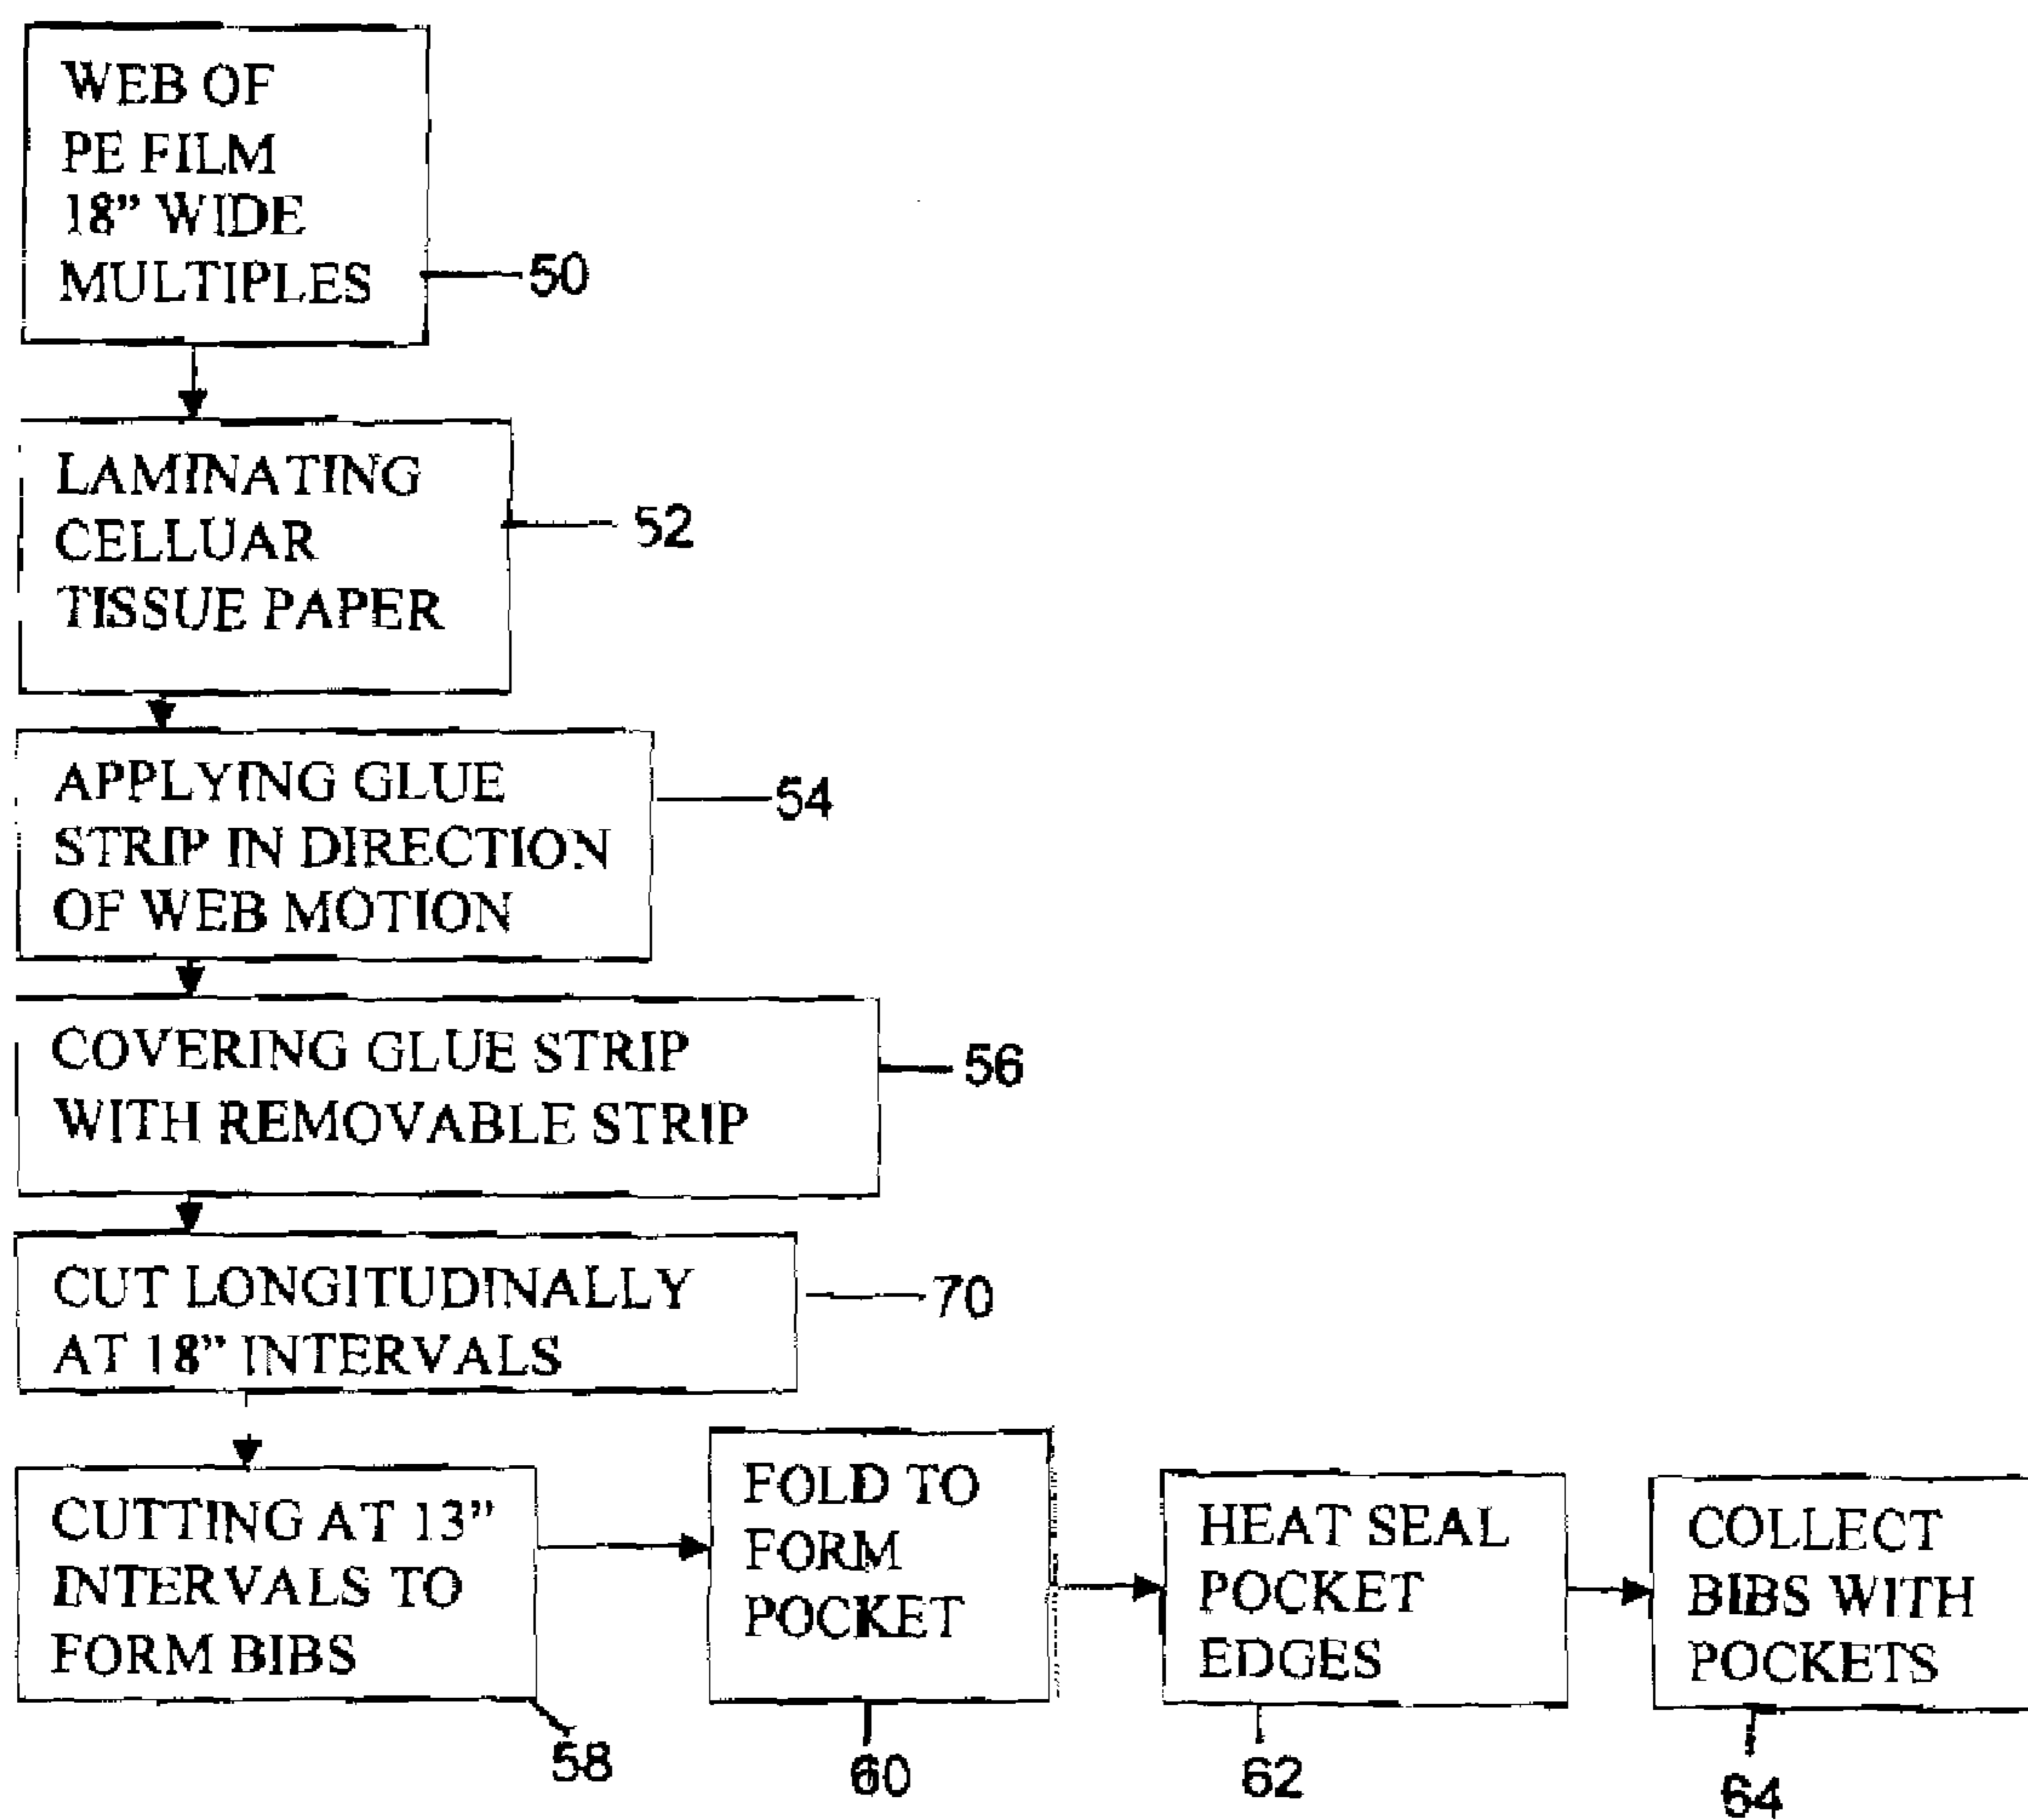 WEB OF
PE FILM
18” WIDE
MULTIPLES
50
LAMINATING
CELLUAR
TISSUE PAPER
52
APPLYING GLUE
STRIP IN DIRECTION
OF WEB MOTION
54
COVERING GLUE STRIP
WITH REMOVABLE STRIP
56
CUT LONGITUDINALLY
AT 18” INTERVALS
70
CUTTING AT 13”
INTERVALS TO
FORM BIBS
58
FOLD TO
FORM
POCKET
60
HEAT SEAL
POCKET
EDGES
62
COLLECT
BIBS WITH
POCKETS
64